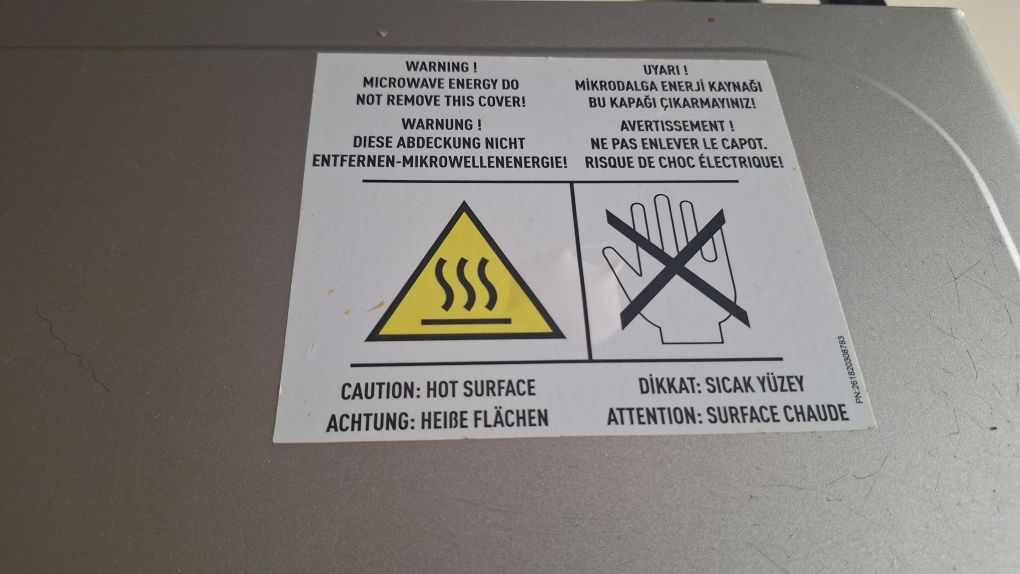 WARNING !
MICROWAVE ENERGY DO
NOT REMOVE THIS COVER!
UYARI !
MİKRODALGA ENERJİ KAYNAĞI
BU KAPAĞI ÇIKARMAYINIZ!
WARNUNG !
DIESE ABDECKUNG NICHT
ENTFERNEN-MIKROWELLENENERGIE!
AVERTISSEMENT !
NE PAS ENLEVER LE CAPOT.
RISQUE DE CHOC ÉLECTRIQUE!
CAUTION: HOT SURFACE
ACHTUNG: HEIßE FLÄCHEN
DİKKAT: SICAK YÜZEY
ATTENTION: SURFACE CHAUDE
PN:261820308783